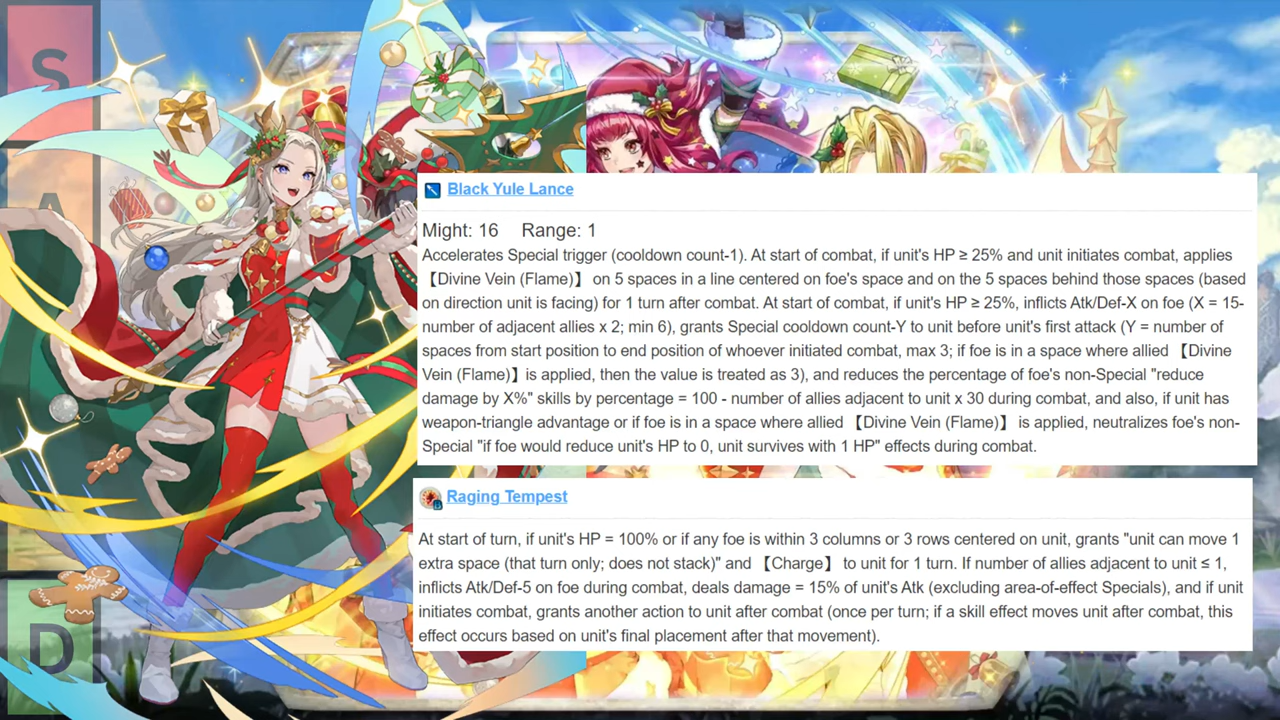 S
A
D
Black Yule Lance
Might: 16 Range: 1
Accelerates Special trigger (cooldown count-1). At start of combat, if unit's HP ≥ 25% and unit initiates combat, applies
【Divine Vein (Flame)】 on 5 spaces in a line centered on foe's space and on the 5 spaces behind those spaces (based
on direction unit is facing) for 1 turn after combat. At start of combat, if unit's HP ≥ 25%, inflicts Atk/Def-X on foe (X = 15-
number of adjacent allies x 2; min 6), grants Special cooldown count-Y to unit before unit's first attack (Y = number of
spaces from start position to end position of whoever initiated combat, max 3; if foe is in a space where allied 【Divine
Vein (Flame)】is applied, then the value is treated as 3), and reduces the percentage of foe's non-Special "reduce
damage by X%" skills by percentage = 100 - number of allies adjacent to unit x 30 during combat, and also, if unit has
weapon-triangle advantage or if foe is in a space where allied 【Divine Vein (Flame)】 is applied, neutralizes foe's non-
Special "if foe would reduce unit's HP to 0, unit survives with 1 HP" effects during combat.
Raging Tempest
At start of turn, if unit's HP = 100% or if any foe is within 3 columns or 3 rows centered on unit, grants "unit can move 1
extra space (that turn only; does not stack)" and 【Charge】 to unit for 1 turn. If number of allies adjacent to unit ≤ 1,
inflicts Atk/Def-5 on foe during combat, deals damage = 15% of unit's Atk (excluding area-of-effect Specials), and if unit
initiates combat, grants another action to unit after combat (once per turn; if a skill effect moves unit after combat, this
effect occurs based on unit's final placement after that movement).